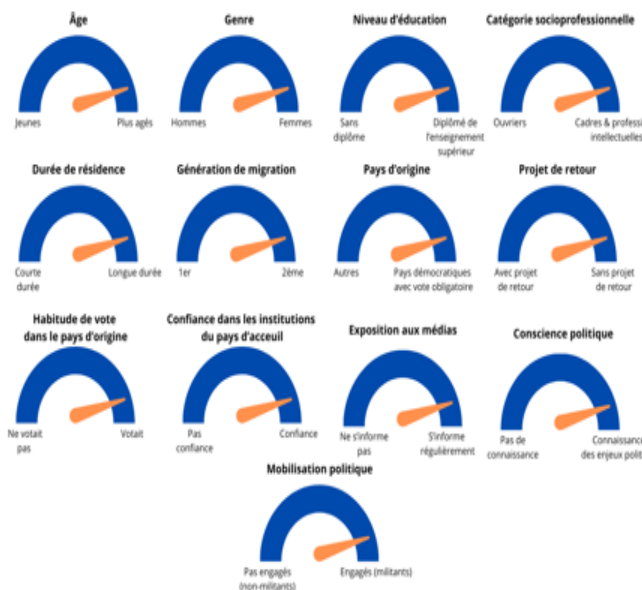 Âge
Genre
Niveau d'éducation
Catégorie socioprofessionnelle
Jeunes
Plus agés
Hommes
Femmes
Sans
diplôme
Diplômé de
l'enseignement
supérieur
Ouvriers
Cadres & professi
intellectuelles
Durée de résidence
Génération de migration
Pays d'origine
Projet de retour
Courte
durée
Longue durée
1er
2ème
Autres
Pays démocratiques
avec vote obligatoire
Avec projet
de retour
Sans projet
de retour
Habitude de vote
dans le pays d'origine
Confiance dans les institutions
du pays d'acceuil
Exposition aux médias
Conscience politique
Ne votait
pas
Votait
Pas
confiance
Confiance
Ne s'informe
pas
S'informe
régulièrement
Pas de
connaissance
Connaissance
des enjeux polit
Mobilisation politique
Pas engagés
(non-militants)
Engagés (militants)